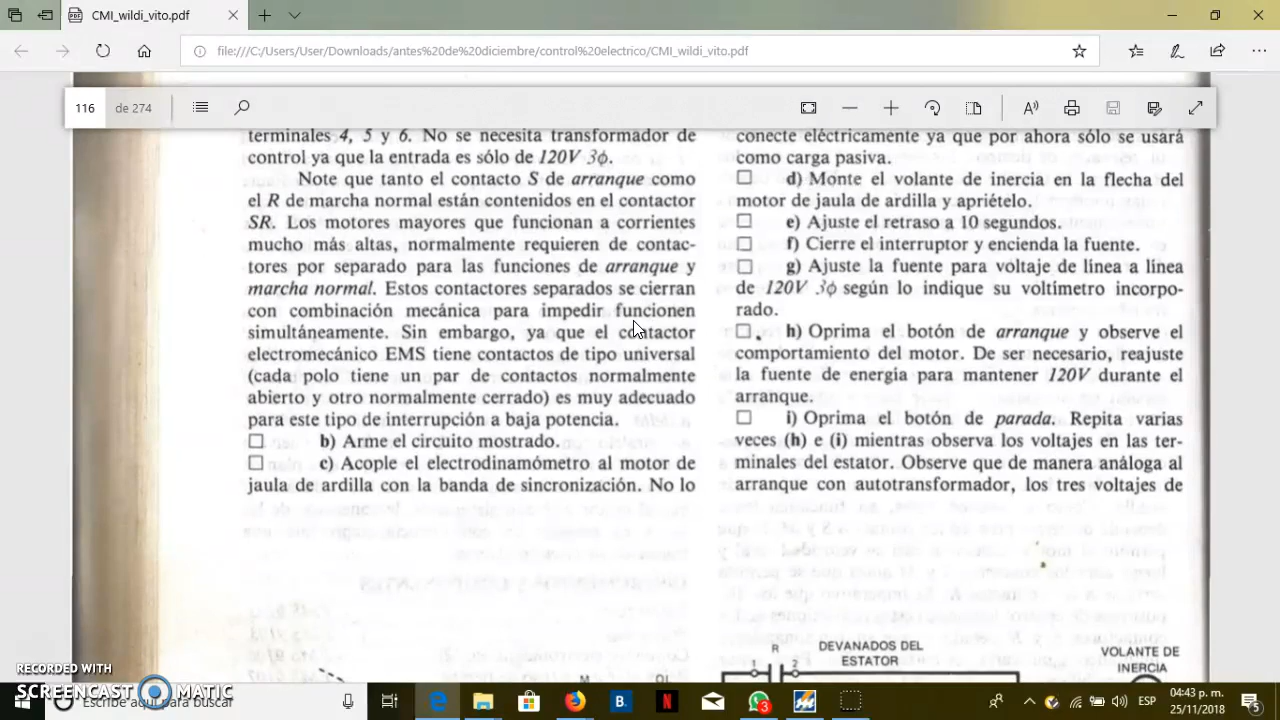 CMI_wildi_vito.pdf
file:///C:/Users/User/Downloads/antes%20de%20diciembre/control%20electrico/CMI_wildi_vito.pdf
116 de 274
terminales 4, 5 y 6. No se necesita transformador de
control ya que la entrada es sólo de 120V 3ϕ.
Note que tanto el contacto S de arranque como
el R de marcha normal están contenidos en el contactor
SR. Los motores mayores que funcionan a corrientes
mucho más altas, normalmente requieren de contac-
tores por separado para las funciones de arranque y
marcha normal. Estos contactores separados se cierran
con combinación mecánica para impedir funcionen
simultáneamente. Sin embargo, ya que el contactor
electromecánico EMS tiene contactos de tipo universal
(cada polo tiene un par de contactos normalmente
abierto y otro normalmente cerrado) es muy adecuado
para este tipo de interrupción a baja potencia.
b) Arme el circuito mostrado.
c) Acople el electrodinamómetro al motor de
jaula de ardilla con la banda de sincronización. No lo
conecte eléctricamente ya que por ahora sólo se usará
como carga pasiva.
d) Monte el volante de inercia en la flecha del
motor de jaula de ardilla y apriételo.
e) Ajuste el retraso a 10 segundos.
f) Cierre el interruptor y encienda la fuente.
g) Ajuste la fuente para voltaje de línea a línea
de 120V 3ϕ según lo indique su voltímetro incorpo-
rado.
h) Oprima el botón de arranque y observe el
comportamiento del motor. De ser necesario, reajuste
la fuente de energía para mantener 120V durante el
arranque.
i) Oprima el botón de parada. Repita varias
veces (h) e (i) mientras observa los voltajes en las ter-
minales del estator. Observe que de manera análoga al
arranque con autotransformador, los tres voltajes de
R
1 2
DEVANADOS DEL
ESTATOR
VOLANTE DE
INERCIA
M
RECORDED WITH
SCREENCAST MATIC
Escribe aquí para buscar
B.
N
3
ESP
04:43 p. m.
25/11/2018
5